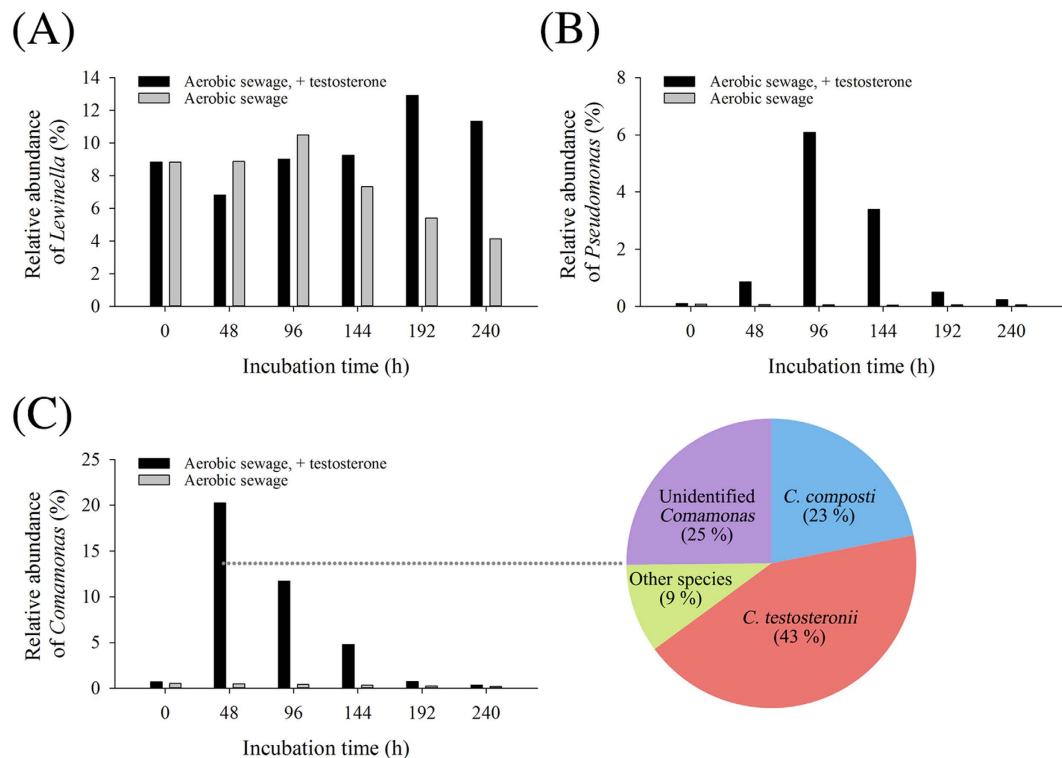 (A)
Relative abundance
of Lewinella (%)
14
12
10
8
6
4
2
0
Aerobic sewage, + testosterone
Aerobic sewage
0 48 96 144 192 240
Incubation time (h)
(B)
Relative abundance
of Pseudomonas (%)
8
6
4
2
0
Aerobic sewage, + testosterone
Aerobic sewage
0 48 96 144 192 240
Incubation time (h)
(C)
Relative abundance
of Comamonas (%)
25
20
15
10
5
0
Aerobic sewage, + testosterone
Aerobic sewage
0 48 96 144 192 240
Incubation time (h)
Unidentified
Comamonas
(25 %)
C. composti
(23 %)
Other species
(9 %)
C. testosteronii
(43 %)